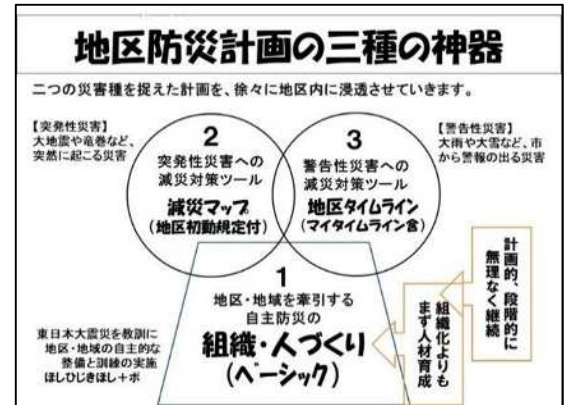 地区防災計画の三種の神器
二つの災害種を捉えた計画を、徐々に地区内に浸透させていきます。
【突発性災害】
大地震や竜巻など、
突然に起こる災害
2
突発性災害への
減災対策ツール
減災マップ
(地区初動規定付)
3
警告性災害への
減災対策ツール
地区タイムライン
(マイタイムライン含)
【警告性災害】
大雨や大雪など、市
から警報の出る災害
1
地区・地域を牽引する
自主防災の
組織・人づくり
(ベーシック)
東日本大震災を教訓に
地区・地域の自主的な
整備と訓練の実施
ほしひじきほし+ボ
組織化よりも
まず人材育成
計画的、段階的に
無理なく継続